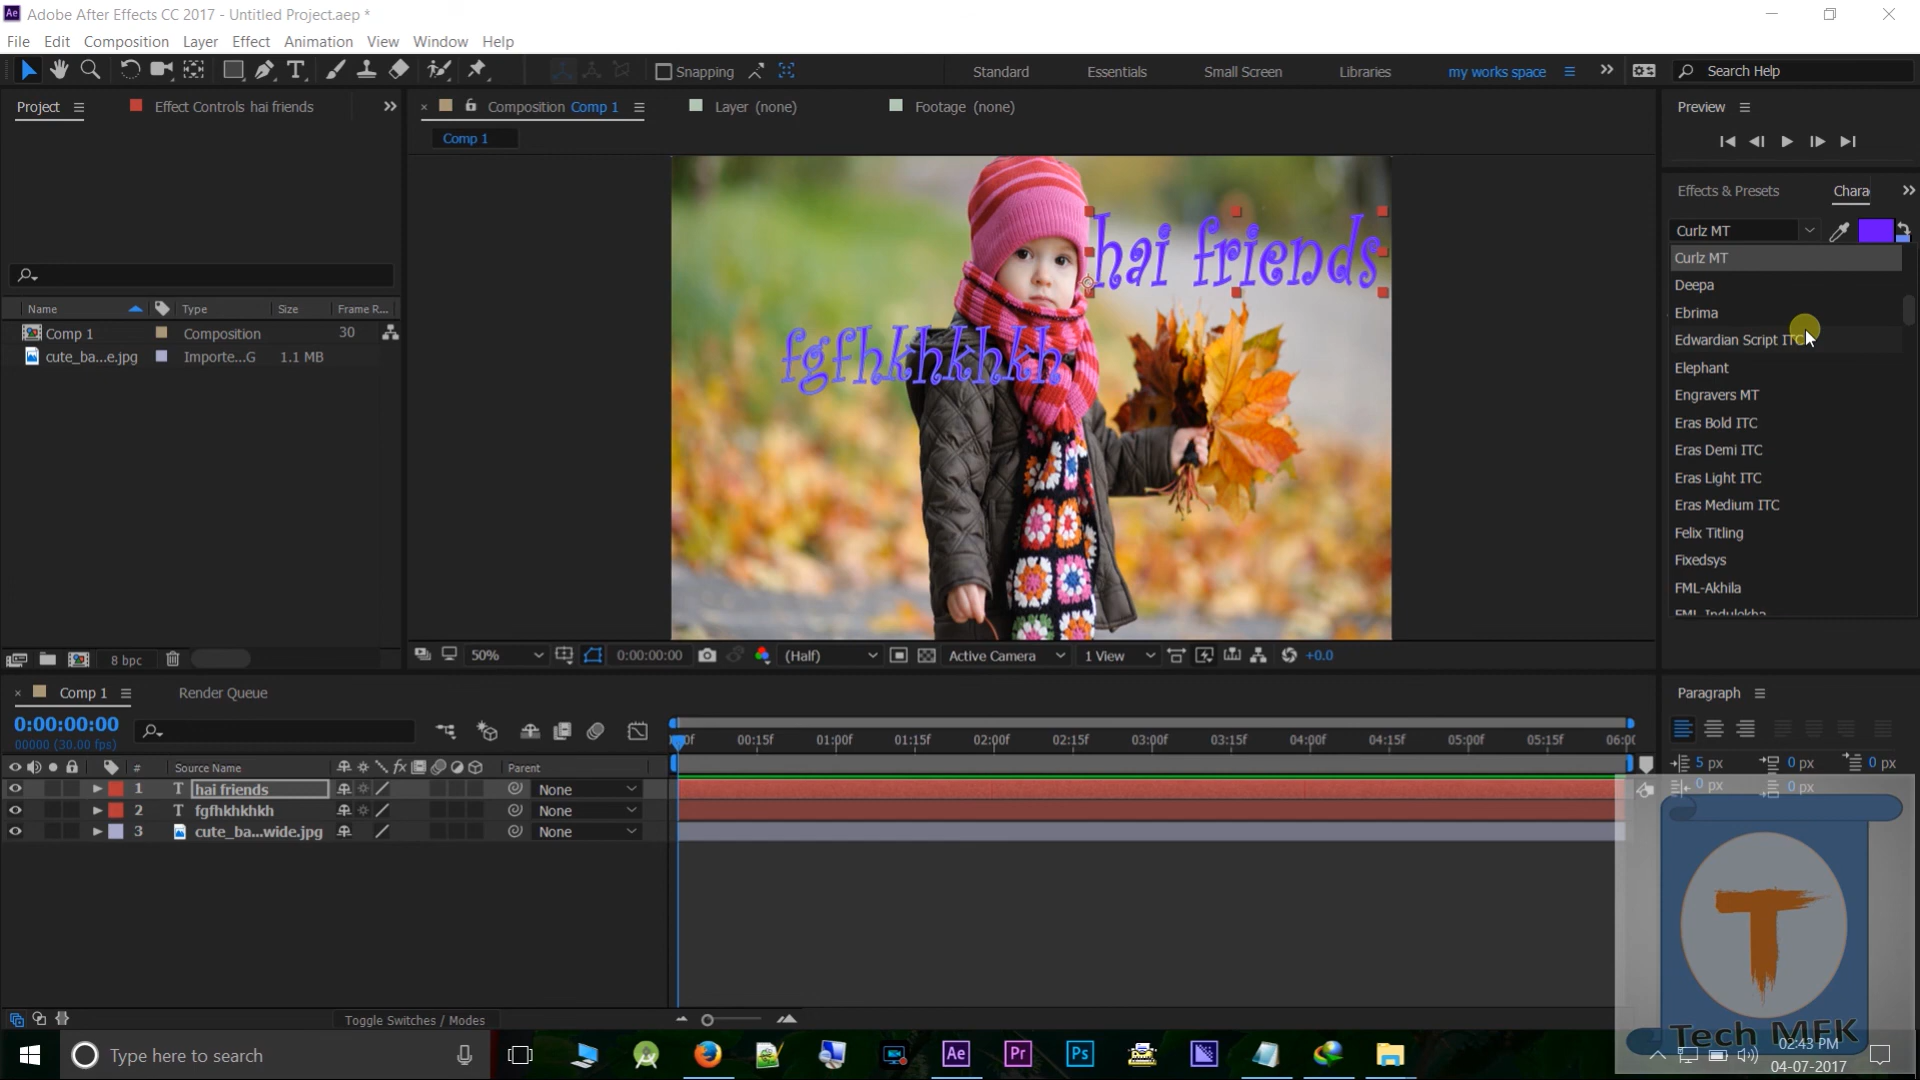 Ae Adobe After Effects CC 2017 - Untitled Project.aep *
File Edit Composition Layer Effect Animation View Window Help
Snapping Standard Essentials Small Screen Libraries my works space Search Help
Project Effect Controls hai friends Composition Comp 1 Layer (none) Footage (none) Preview
Comp 1
Effects & Presets Chara
Curlz MT
Curlz MT
Deepa
Ebrima
Edwardian Script ITC
Elephant
Engravers MT
Eras Bold ITC
Eras Demi ITC
Eras Light ITC
Eras Medium ITC
Felix Titling
Fixedsys
FML-Akhila
FML-Indulekha
hai friends
fgfhkhkhkh
Name Type Size Frame R...
Comp 1 Composition 30
cute_ba...e.jpg Importe...G 1.1 MB
8 bpc
50% 0:00:00:00 (Half) Active Camera 1 View +0.0
Comp 1 Render Queue
0:00:00:00
00000 (30.00 fps)
00:15f 01:00f 01:15f 02:00f 02:15f 03:00f 03:15f 04:00f 04:15f 05:00f 05:15f
# Source Name fx Parent
1 T hai friends None
2 T fgfhkhkhkh None
3 cute_ba...wide.jpg None
Toggle Switches / Modes
Paragraph
5 px 0 px 0 px
0 px 0 px
T
Tech MFK
Type here to search
Ae Pr Ps
02:43 PM
04-07-2017